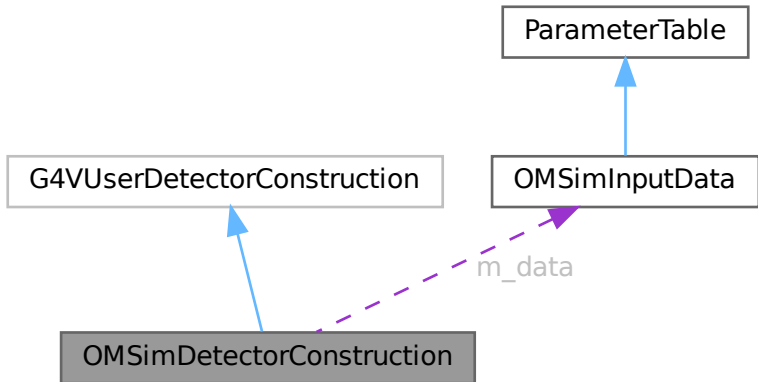 ParameterTable
G4VUserDetectorConstruction
OMSimInputData
m_data
OMSimDetectorConstruction